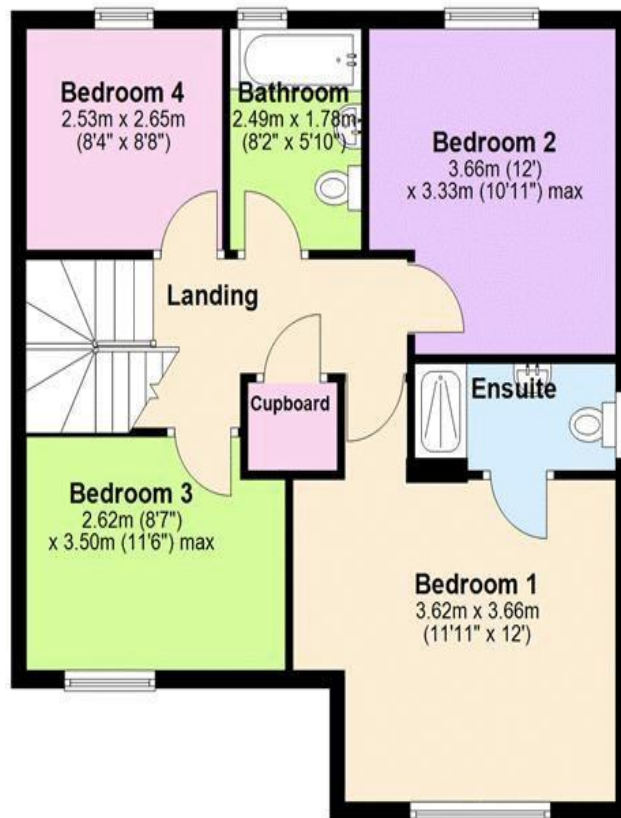 Bedroom 4
2.53m x 2.65m
(8'4" x 8'8")
Bathroom
2.49m x 1.78m
(8'2" x 5'10")
Bedroom 2
3.66m (12')
x 3.33m (10'11") max
Landing
Cupboard
Ensuite
Bedroom 3
2.62m (8'7")
x 3.50m (11'6") max
Bedroom 1
3.62m x 3.66m
(11'11" x 12')